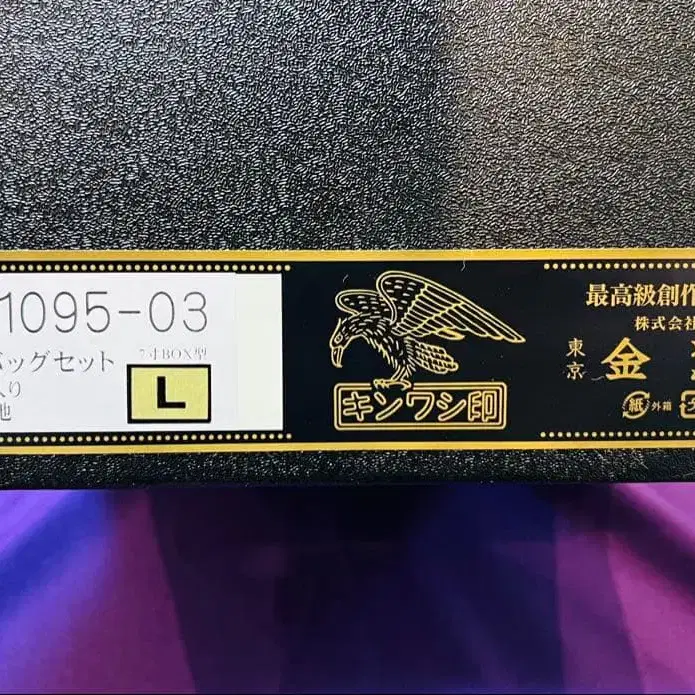 1095-03
バッグセット
7寸BOX型
入り
地
L
キンワシ印
最高級創作
株式会社
東京 金
紙 外箱